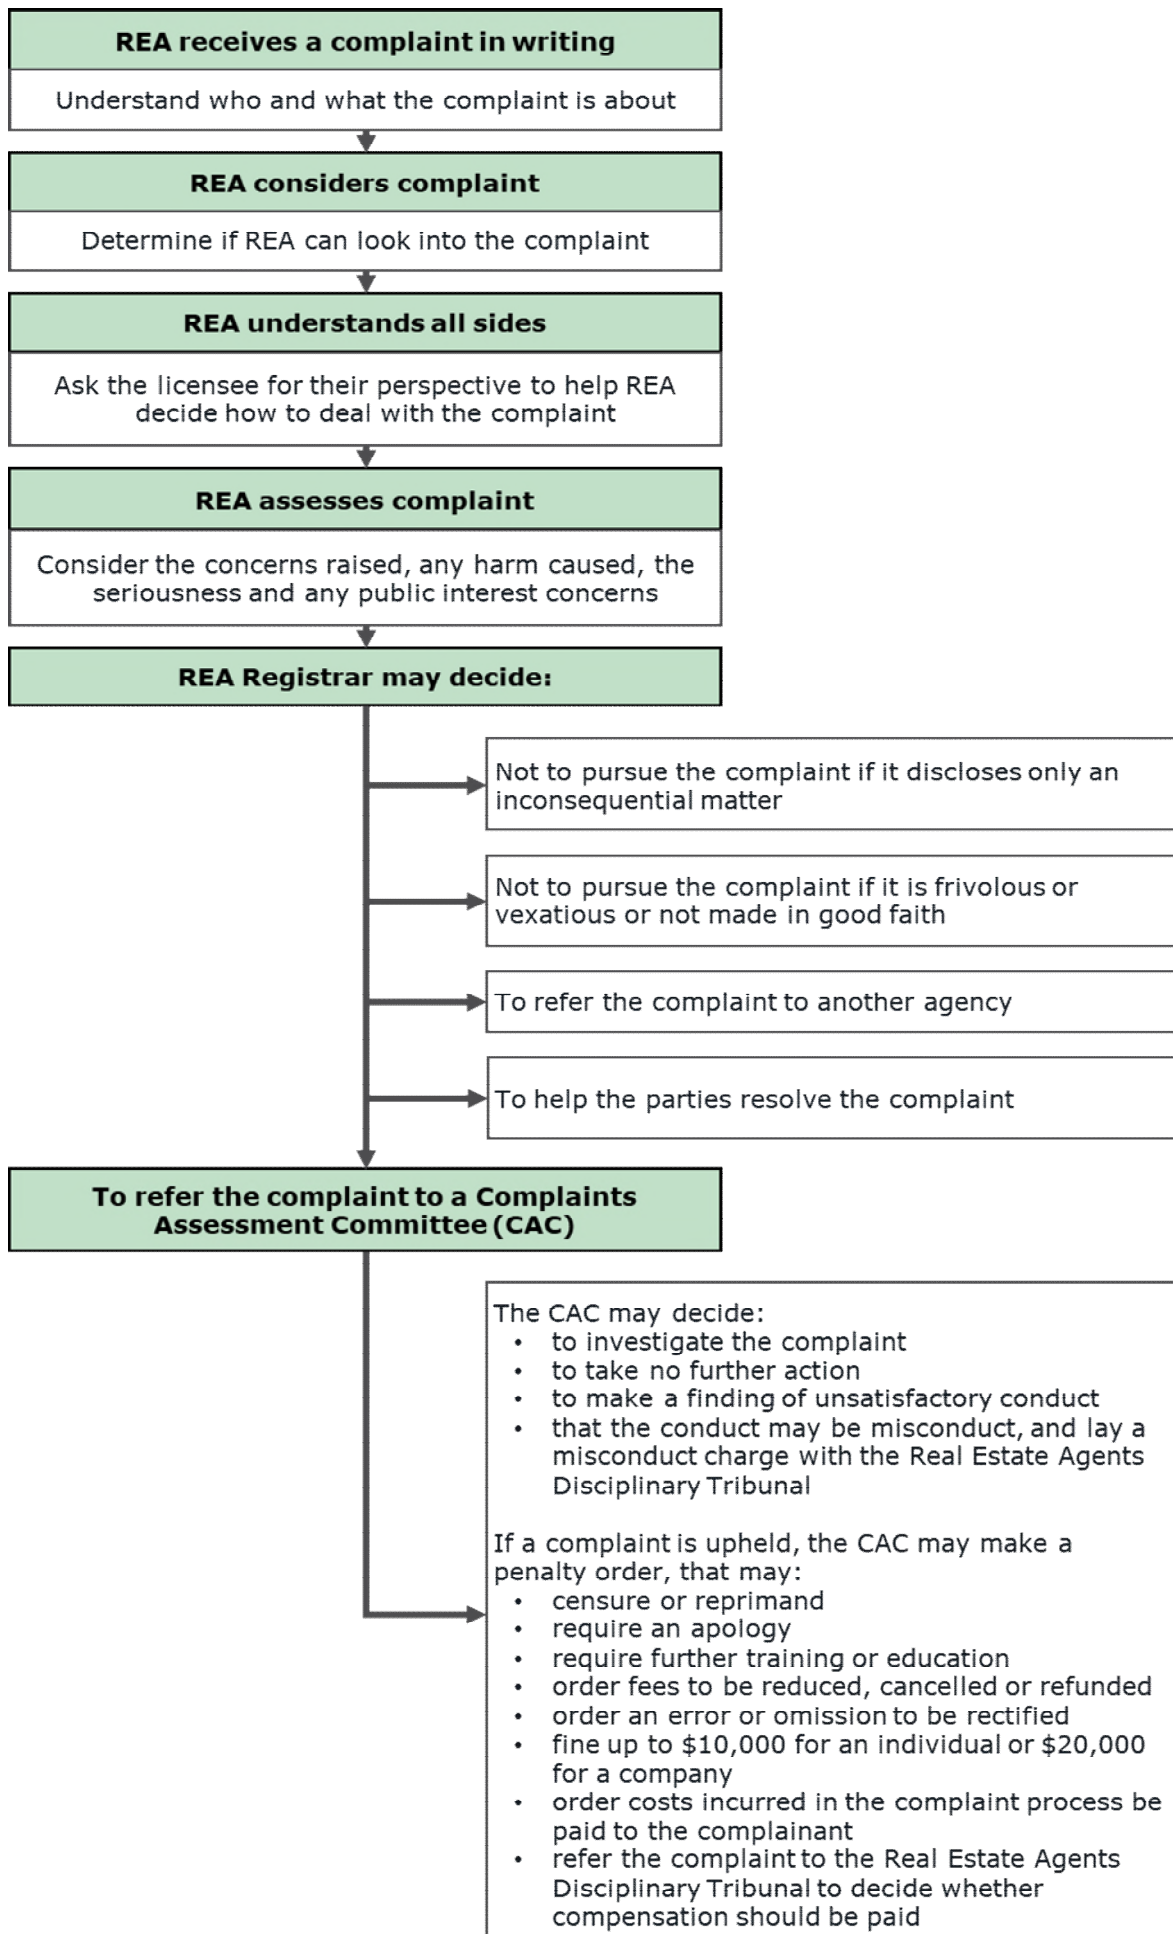 REA receives a complaint in writing
Understand who and what the complaint is about
REA considers complaint
Determine if REA can look into the complaint
REA understands all sides
Ask the licensee for their perspective to help REA
decide how to deal with the complaint
REA assesses complaint
Consider the concerns raised, any harm caused, the
seriousness and any public interest concerns
REA Registrar may decide:
Not to pursue the complaint if it discloses only an
inconsequential matter
Not to pursue the complaint if it is frivolous or
vexatious or not made in good faith
To refer the complaint to another agency
To help the parties resolve the complaint
To refer the complaint to a Complaints
Assessment Committee (CAC)
The CAC may decide:
• to investigate the complaint
• to take no further action
• to make a finding of unsatisfactory conduct
• that the conduct may be misconduct, and lay a
misconduct charge with the Real Estate Agents
Disciplinary Tribunal
If a complaint is upheld, the CAC may make a
penalty order, that may:
• censure or reprimand
• require an apology
• require further training or education
• order fees to be reduced, cancelled or refunded
• order an error or omission to be rectified
• fine up to $10,000 for an individual or $20,000
for a company
• order costs incurred in the complaint process be
paid to the complainant
• refer the complaint to the Real Estate Agents
Disciplinary Tribunal to decide whether
compensation should be paid